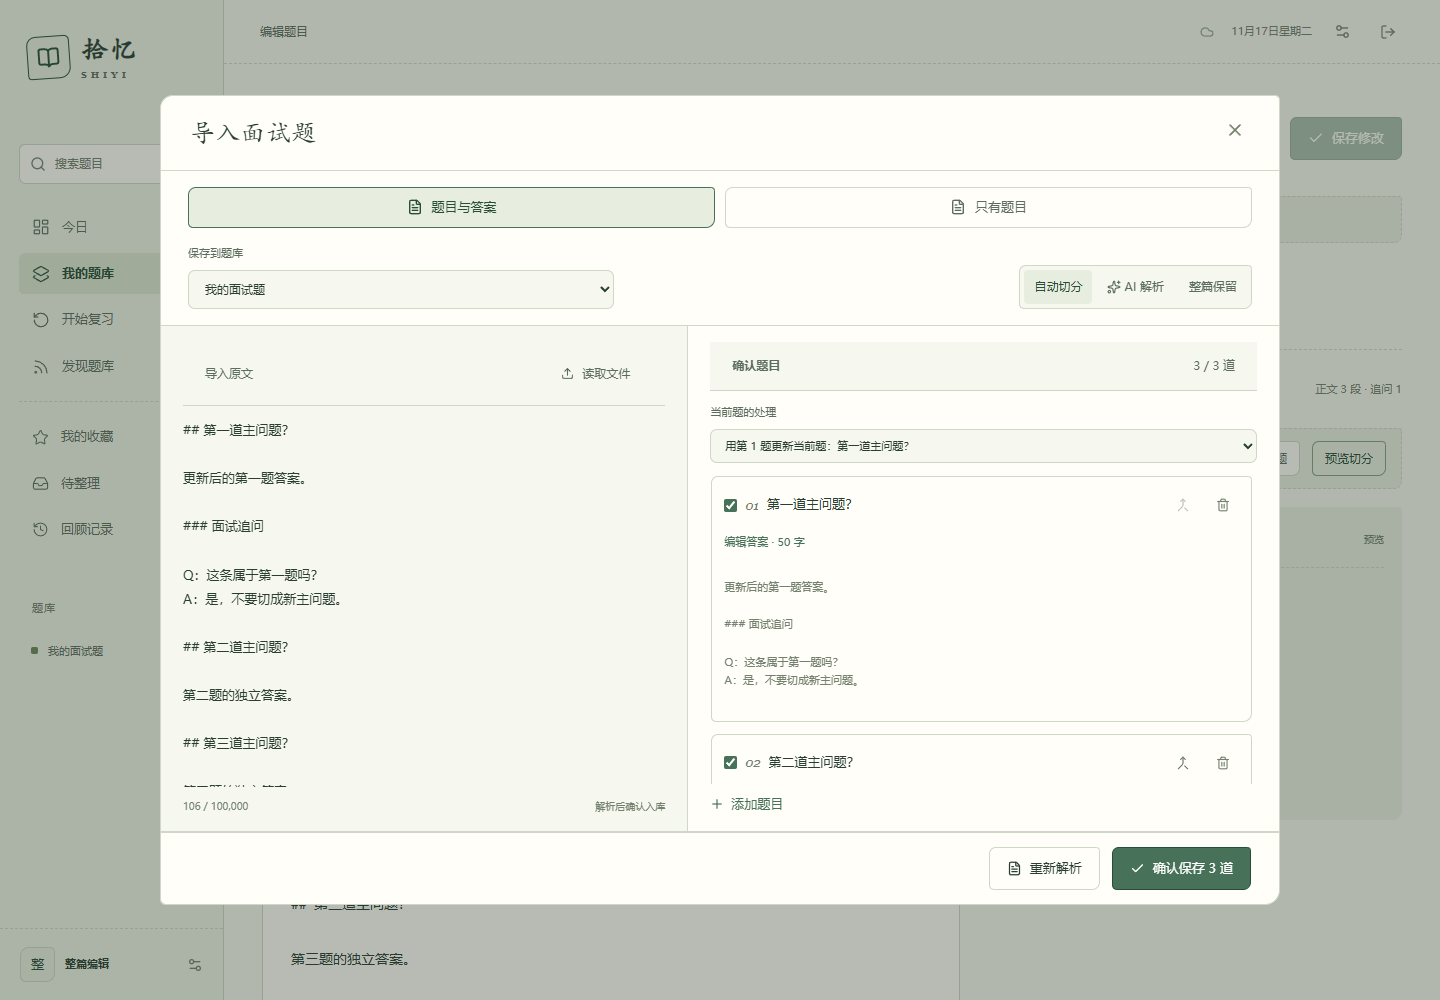 拾忆
SHIYI
编辑题目
11月17日星期二
搜索题目
今日
我的题库
开始复习
发现题库
我的收藏
待整理
回顾记录
题库
我的面试题
整
整篇编辑
保存修改
正文 3 段 · 追问 1
题
预览切分
预览
导入面试题
题目与答案
只有题目
保存到题库
我的面试题
自动切分
AI 解析
整篇保留
导入原文
读取文件
## 第一道主问题？
更新后的第一题答案。
### 面试追问
Q：这条属于第一题吗？
A：是，不要切成新主问题。
## 第二道主问题？
第二题的独立答案。
## 第三道主问题？
106 / 100,000
解析后确认入库
确认题目
3 / 3 道
当前题的处理
用第 1 题更新当前题：第一道主问题？
01 第一道主问题？
编辑答案 · 50 字
更新后的第一题答案。
### 面试追问
Q：这条属于第一题吗？
A：是，不要切成新主问题。
02 第二道主问题？
添加题目
重新解析
确认保存 3 道
第三题的独立答案。